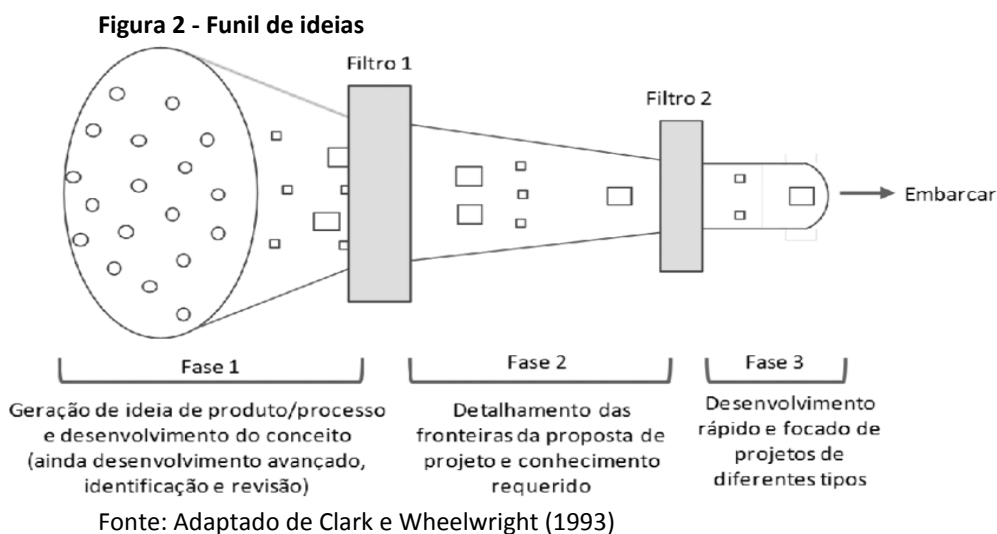 Figura 2 - Funil de ideias
Filtro 1
Filtro 2
Embarcar
Fase 1
Fase 2
Fase 3
Geração de ideia de produto/processo
e desenvolvimento do conceito
(ainda desenvolvimento avançado,
identificação e revisão)
Detalhamento das
fronteiras da proposta de
projeto e conhecimento
requerido
Desenvolvimento
rápido e focado de
projetos de
diferentes tipos
Fonte: Adaptado de Clark e Wheelwright (1993)